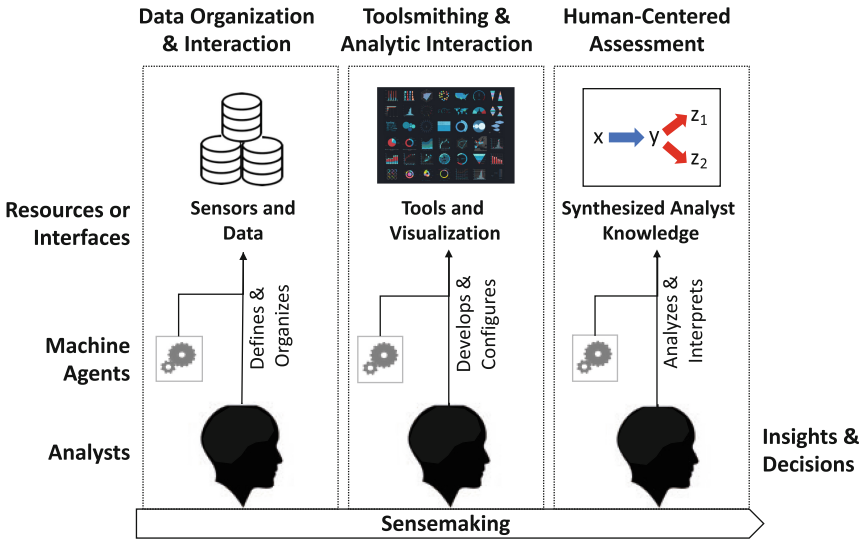 Data Organization
& Interaction
Toolsmithing &
Analytic Interaction
Human-Centered
Assessment
x
y
z1
z2
Resources or
Interfaces
Sensors and
Data
Tools and
Visualization
Synthesized Analyst
Knowledge
Machine
Agents
Defines &
Organizes
Develops &
Configures
Analyzes &
Interprets
Analysts
Insights &
Decisions
Sensemaking